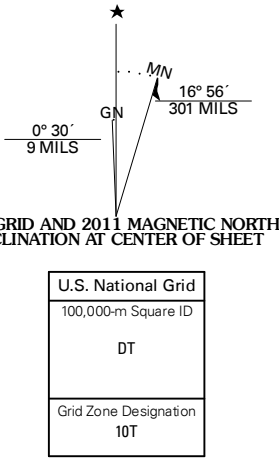 MN
GN
16° 56´
301 MILS
0° 30´
9 MILS
GRID AND 2011 MAGNETIC NORTH
CLINATION AT CENTER OF SHEET
U.S. National Grid
100,000-m Square ID
DT
Grid Zone Designation
10T